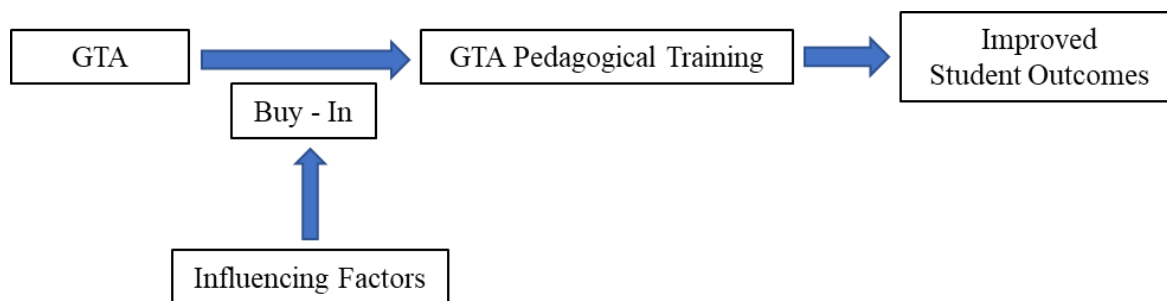 GTA
GTA Pedagogical Training
Improved
Student Outcomes
Buy - In
Influencing Factors